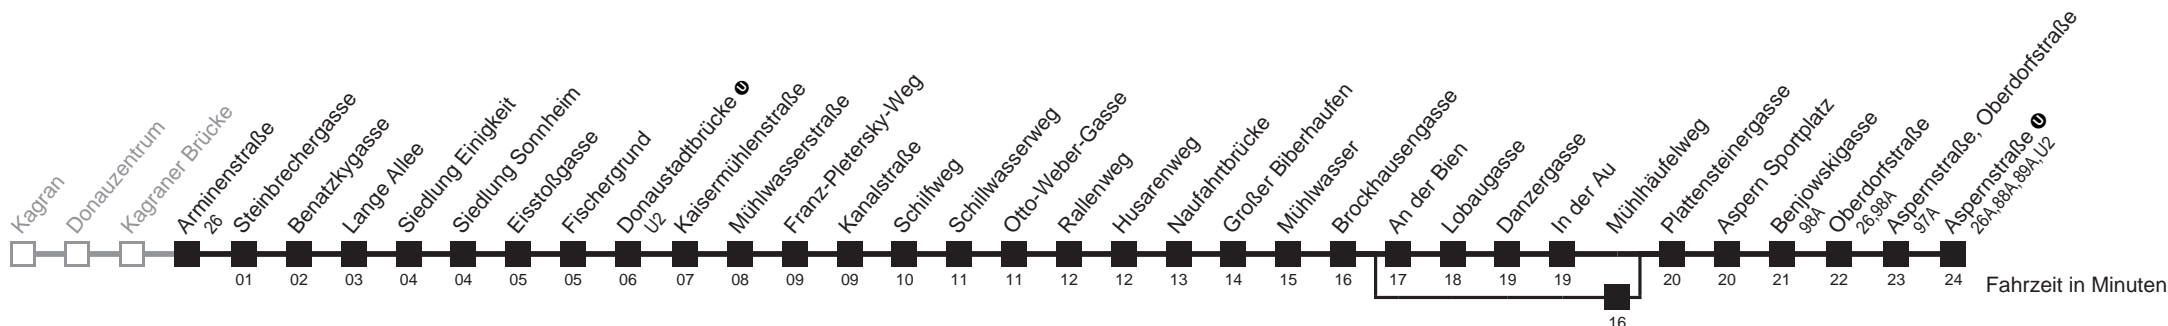 Kagran
Donauzentrum
Kagraner Brücke
Arminenstraße
26
Steinbrechergasse
Benatzkygasse
Lange Allee
Siedlung Einigkeit
Siedlung Sonnheim
Eisstoßgasse
Fischergrund
Donaustadtbrücke U
U2
Kaisermühlenstraße
Mühlwasserstraße
Franz-Pletersky-Weg
Kanalstraße
Schilfweg
Schillwasserweg
Otto-Weber-Gasse
Rallenweg
Husarenweg
Naufahrtbrücke
Großer Biberhaufen
Mühlwasser
Brockhausengasse
An der Bien
Lobaugasse
Danzergasse
In der Au
Mühlhäufelweg
Plattensteinergasse
Aspern Sportplatz
Benjowskigasse
98A
Oberdorfstraße
26,98A
Aspernstraße, Oberdorfstraße
97A
Aspernstraße U
26A,88A,89A,U2
01 02 03 04 04 05 05 06 07 08 09 09 10 11 11 12 12 13 14 15 16 17 18 19 19 20 20 21 22 23 24
Fahrzeit in Minuten
16